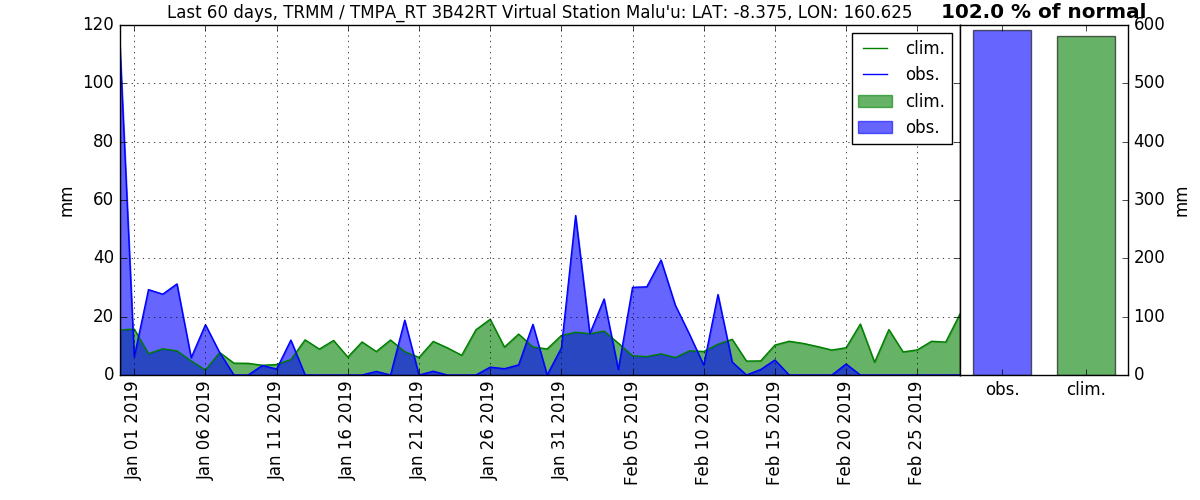 Last 60 days, TRMM / TMPA_RT 3B42RT Virtual Station Malu'u: LAT: -8.375, LON: 160.625
102.0 % of normal
120
100
80
60
40
20
0
mm
clim.
obs.
clim.
obs.
Jan 01 2019
Jan 06 2019
Jan 11 2019
Jan 16 2019
Jan 21 2019
Jan 26 2019
Jan 31 2019
Feb 05 2019
Feb 10 2019
Feb 15 2019
Feb 20 2019
Feb 25 2019
600
500
400
300
200
100
0
mm
obs.
clim.